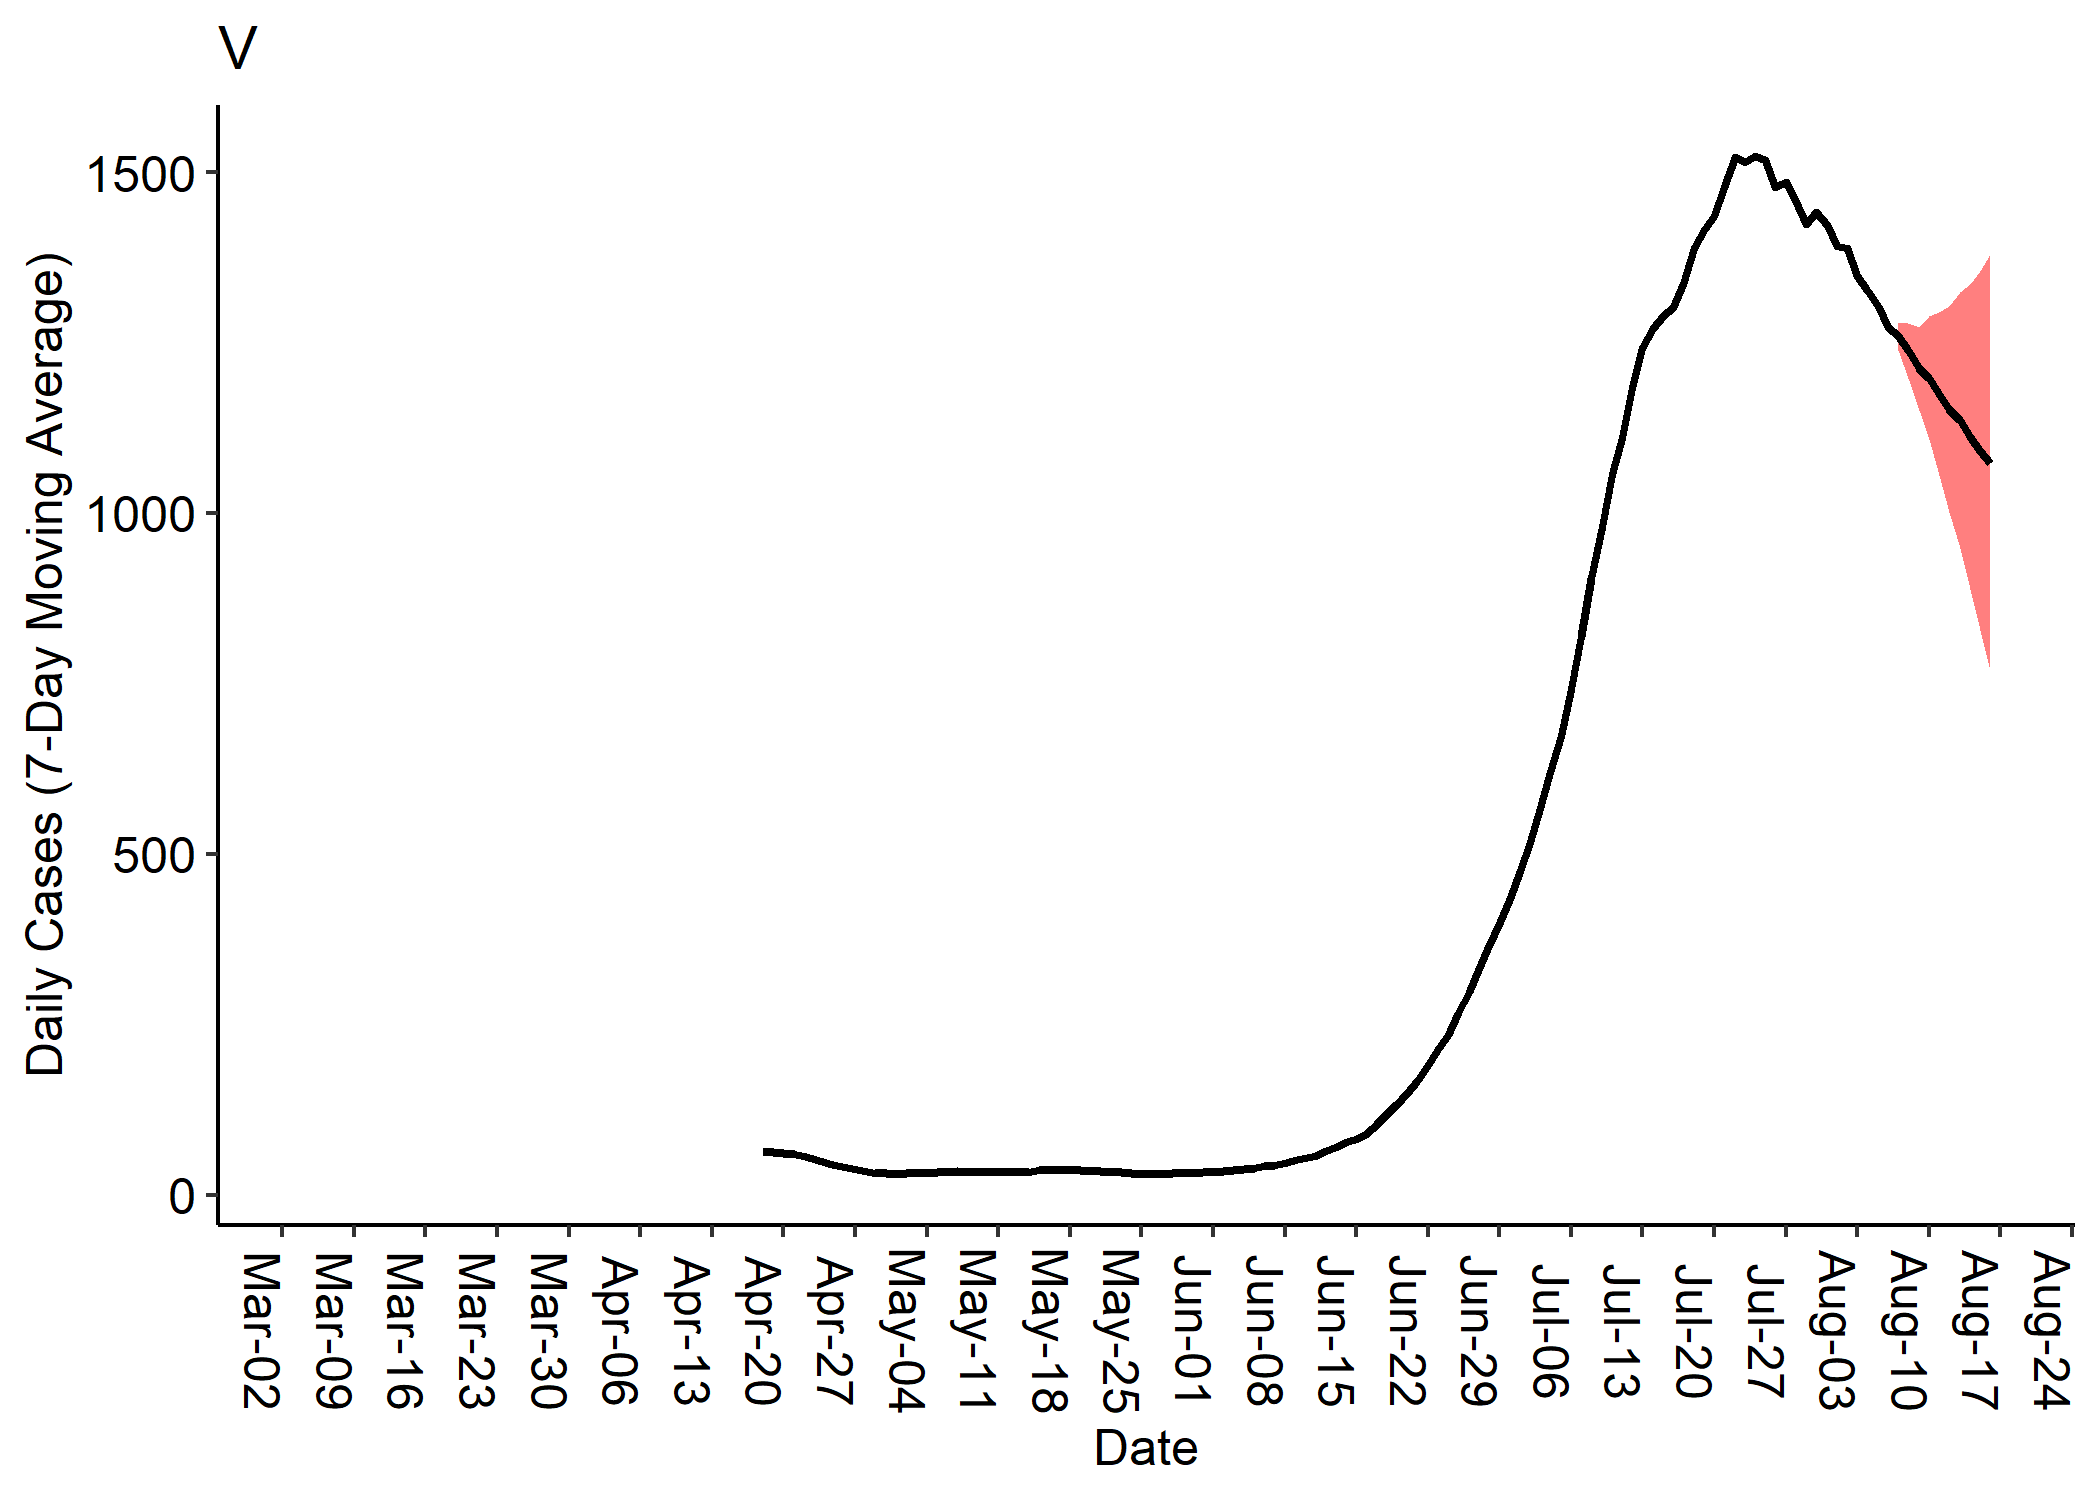 V
Daily Cases (7-Day Moving Average)
1500
1000
500
0
Mar-02
Mar-09
Mar-16
Mar-23
Mar-30
Apr-06
Apr-13
Apr-20
Apr-27
May-04
May-11
May-18
May-25
Jun-01
Jun-08
Jun-15
Jun-22
Jun-29
Jul-06
Jul-13
Jul-20
Jul-27
Aug-03
Aug-10
Aug-17
Aug-24
Date